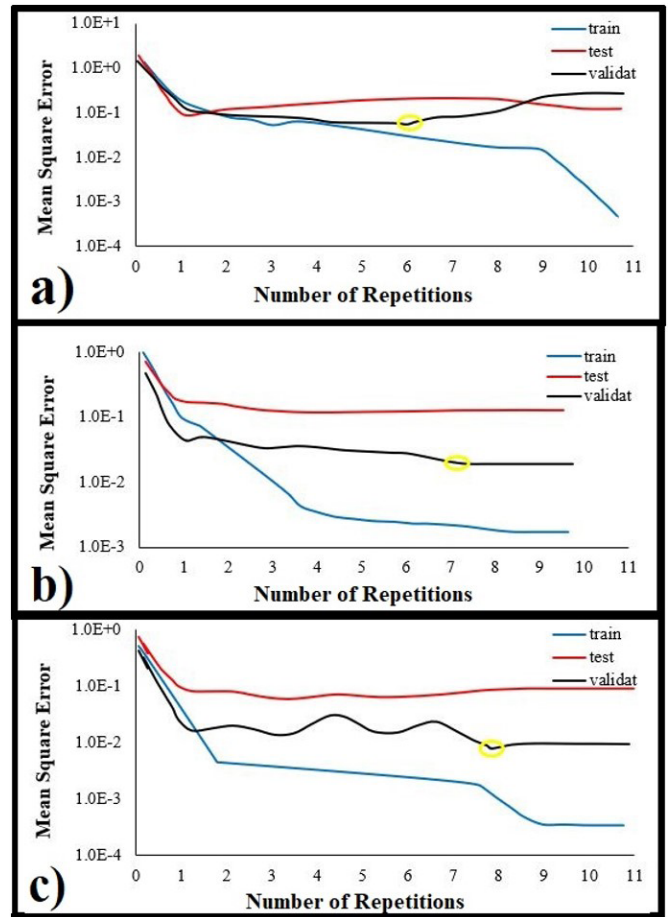 1.0E+1
1.0E+0
1.0E-1
1.0E-2
1.0E-3
1.0E-4
Mean Square Error
train
test
validat
0 1 2 3 4 5 6 7 8 9 10 11
Number of Repetitions
a)
1.0E+0
1.0E-1
1.0E-2
1.0E-3
Mean Square Error
train
test
validat
0 1 2 3 4 5 6 7 8 9 10 11
Number of Repetitions
b)
1.0E+0
1.0E-1
1.0E-2
1.0E-3
1.0E-4
Mean Square Error
train
test
validat
0 1 2 3 4 5 6 7 8 9 10 11
Number of Repetitions
c)